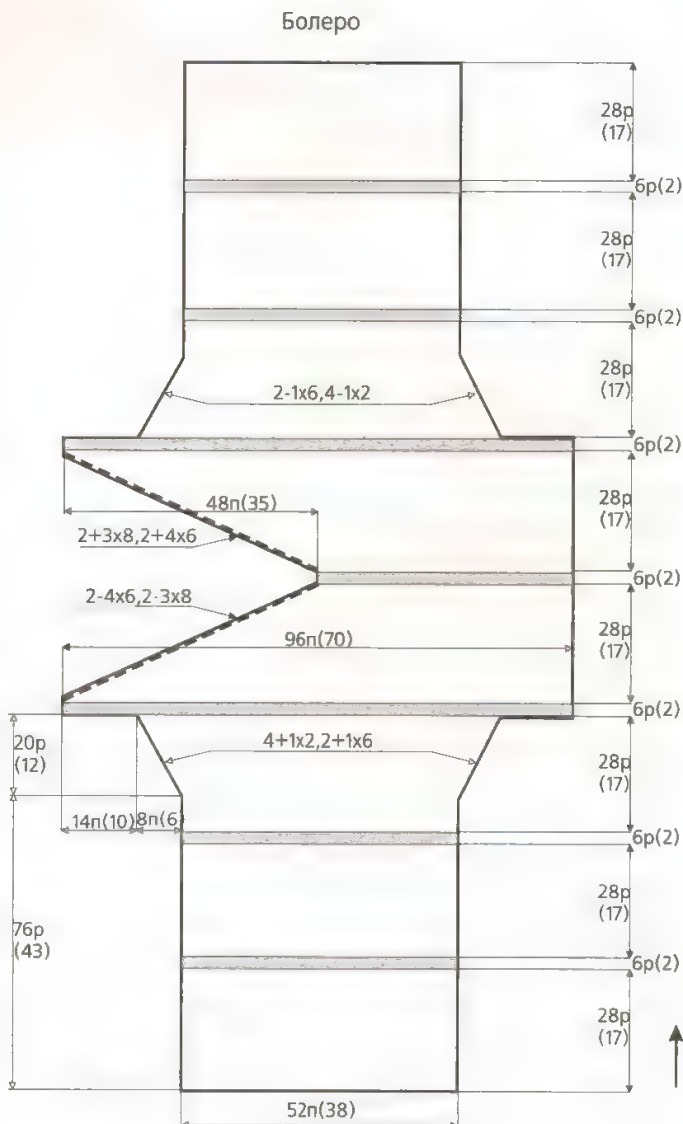 Болеро
28р
(17)
6р(2)
28р
(17)
6р(2)
28р
(17)
2-1х6,4-1х2
6р(2)
48п(35)
28р
(17)
2+3х8,2+4х6
6р(2)
2-4х6,2-3х8
28р
(17)
96п(70)
6р(2)
20р
(12)
4+1х2,2+1х6
28р
(17)
14п(10)
8п(6
6р(2)
28р
(17)
76р
(43)
6р(2)
28р
(17)
52п(38)